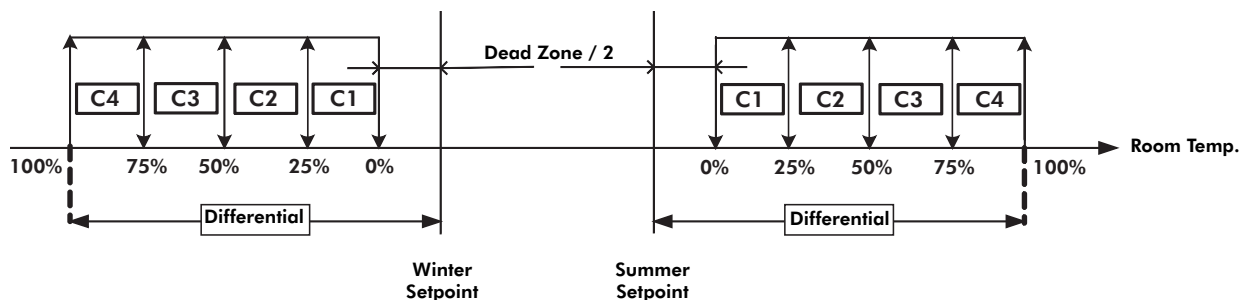 Dead Zone / 2
C4 C3 C2 C1 C1 C2 C3 C4
Room Temp.
100% 75% 50% 25% 0% 0% 25% 50% 75% 100%
Differential Differential
Winter
Setpoint
Summer
Setpoint